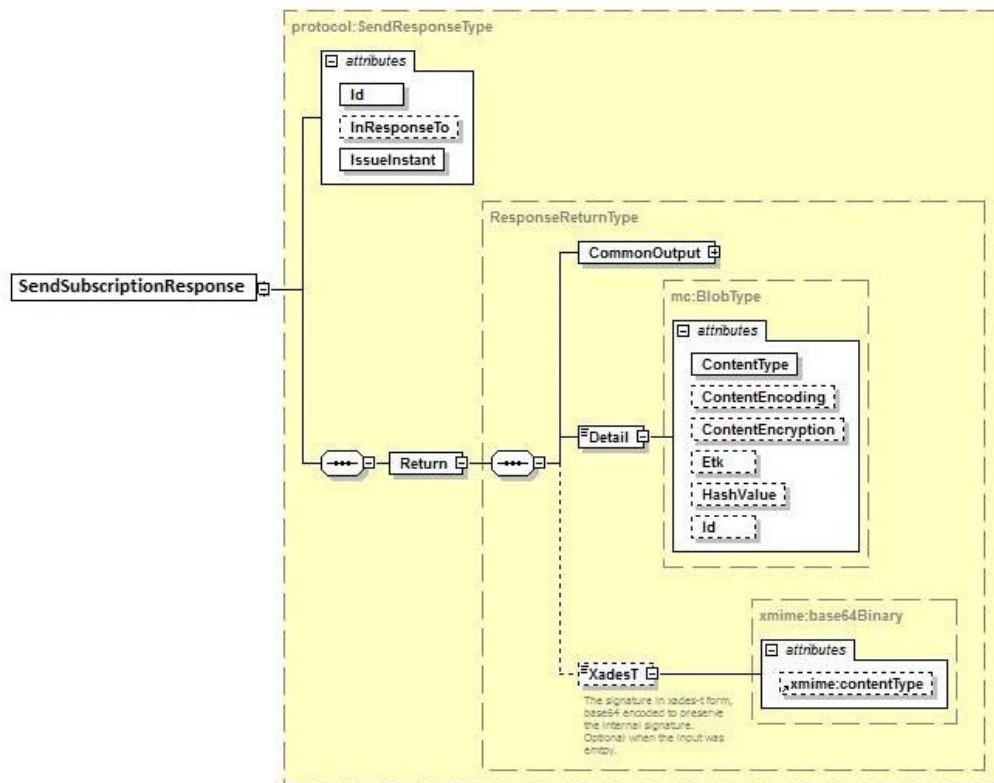 protocol:SendResponseType
attributes
Id
InResponseTo
IssueInstant
ResponseReturnType
CommonOutput
SendSubscriptionResponse
mc:BlobType
attributes
ContentType
ContentEncoding
Detail
ContentEncryption
Return
Etk
HashValue
Id
xmime:base64Binary
attributes
XadesT
xmime:contentType
The signature in xades-t form,
base64 encoded to preserve
the internal signature.
Optional when the input was
emtpy.